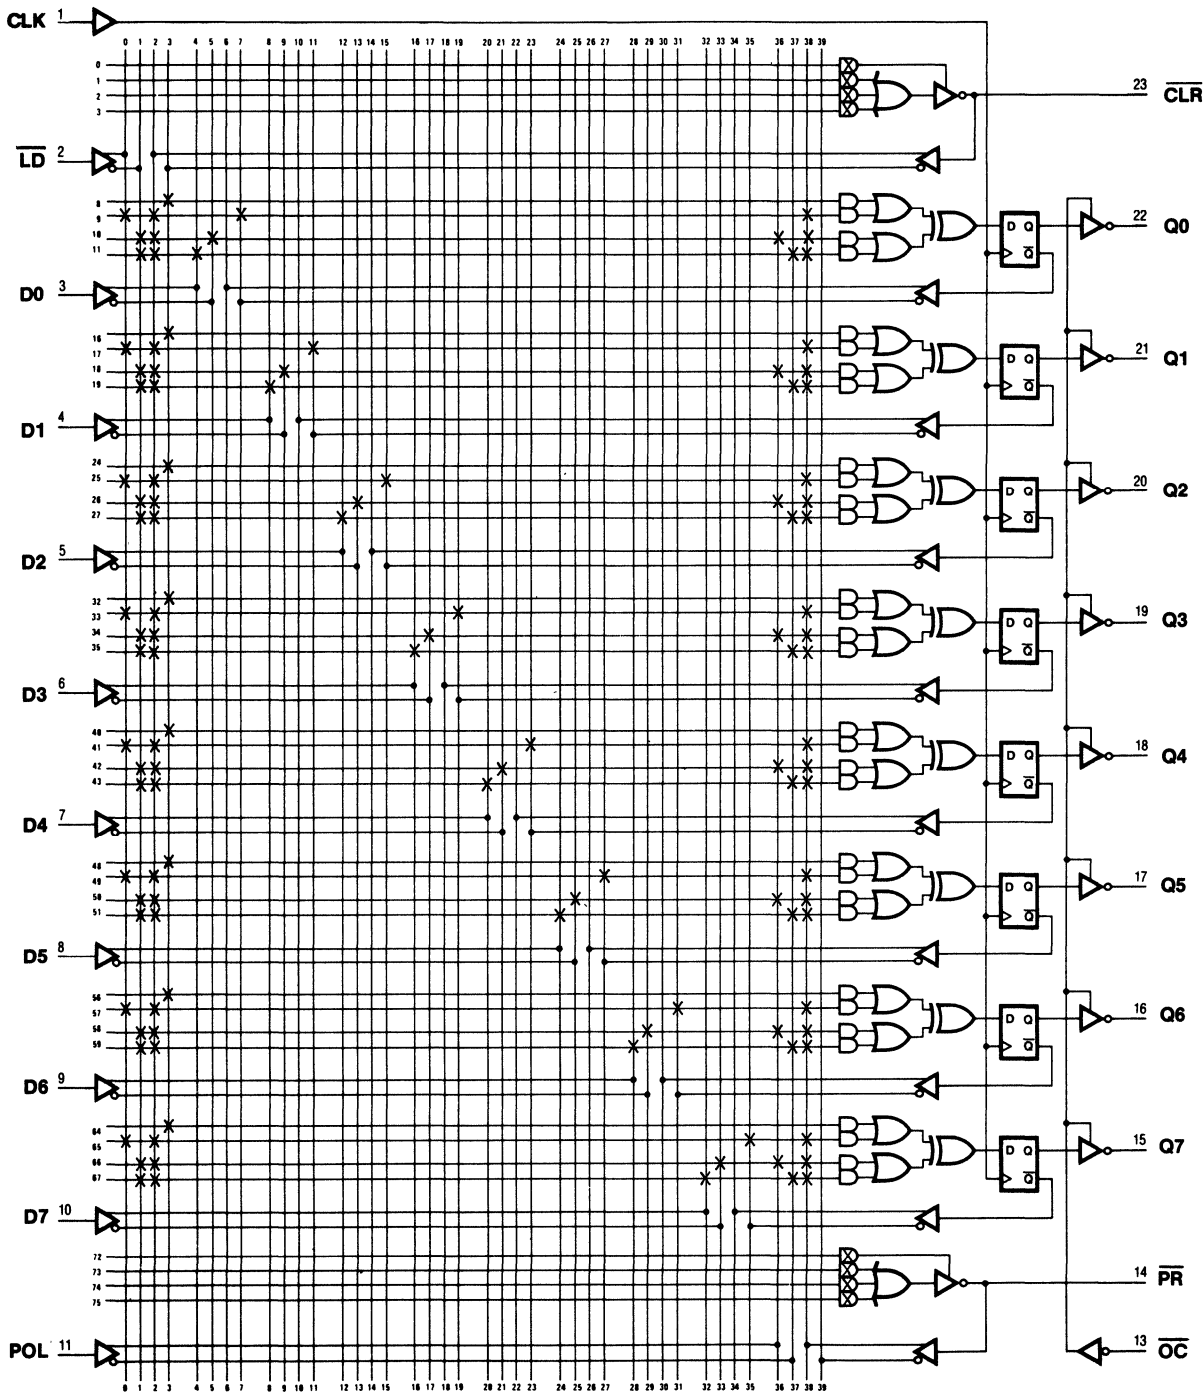 CLK 1
0 1 2 3 4 5 6 7 8 9 10 11 12 13 14 15 16 17 18 19 20 21 22 23 24 25 26 27 28 29 30 31 32 33 34 35 36 37 38 39
0
1
2
3
23 CLR
LD 2
8
9
10
11
D Q
Q
22 Q0
D0 3
16
17
18
19
D Q
Q
21 Q1
D1 4
24
25
26
27
D Q
Q
20 Q2
D2 5
32
33
34
35
D Q
Q
19 Q3
D3 6
40
41
42
43
D Q
Q
18 Q4
D4 7
48
49
50
51
D Q
Q
17 Q5
D5 8
56
57
58
59
D Q
Q
16 Q6
D6 9
64
65
66
67
D Q
Q
15 Q7
D7 10
72
73
74
75
14 PR
POL 11
13 OC
0 1 2 3 4 5 6 7 8 9 10 11 12 13 14 15 16 17 18 19 20 21 22 23 24 25 26 27 28 29 30 31 32 33 34 35 36 37 38 39